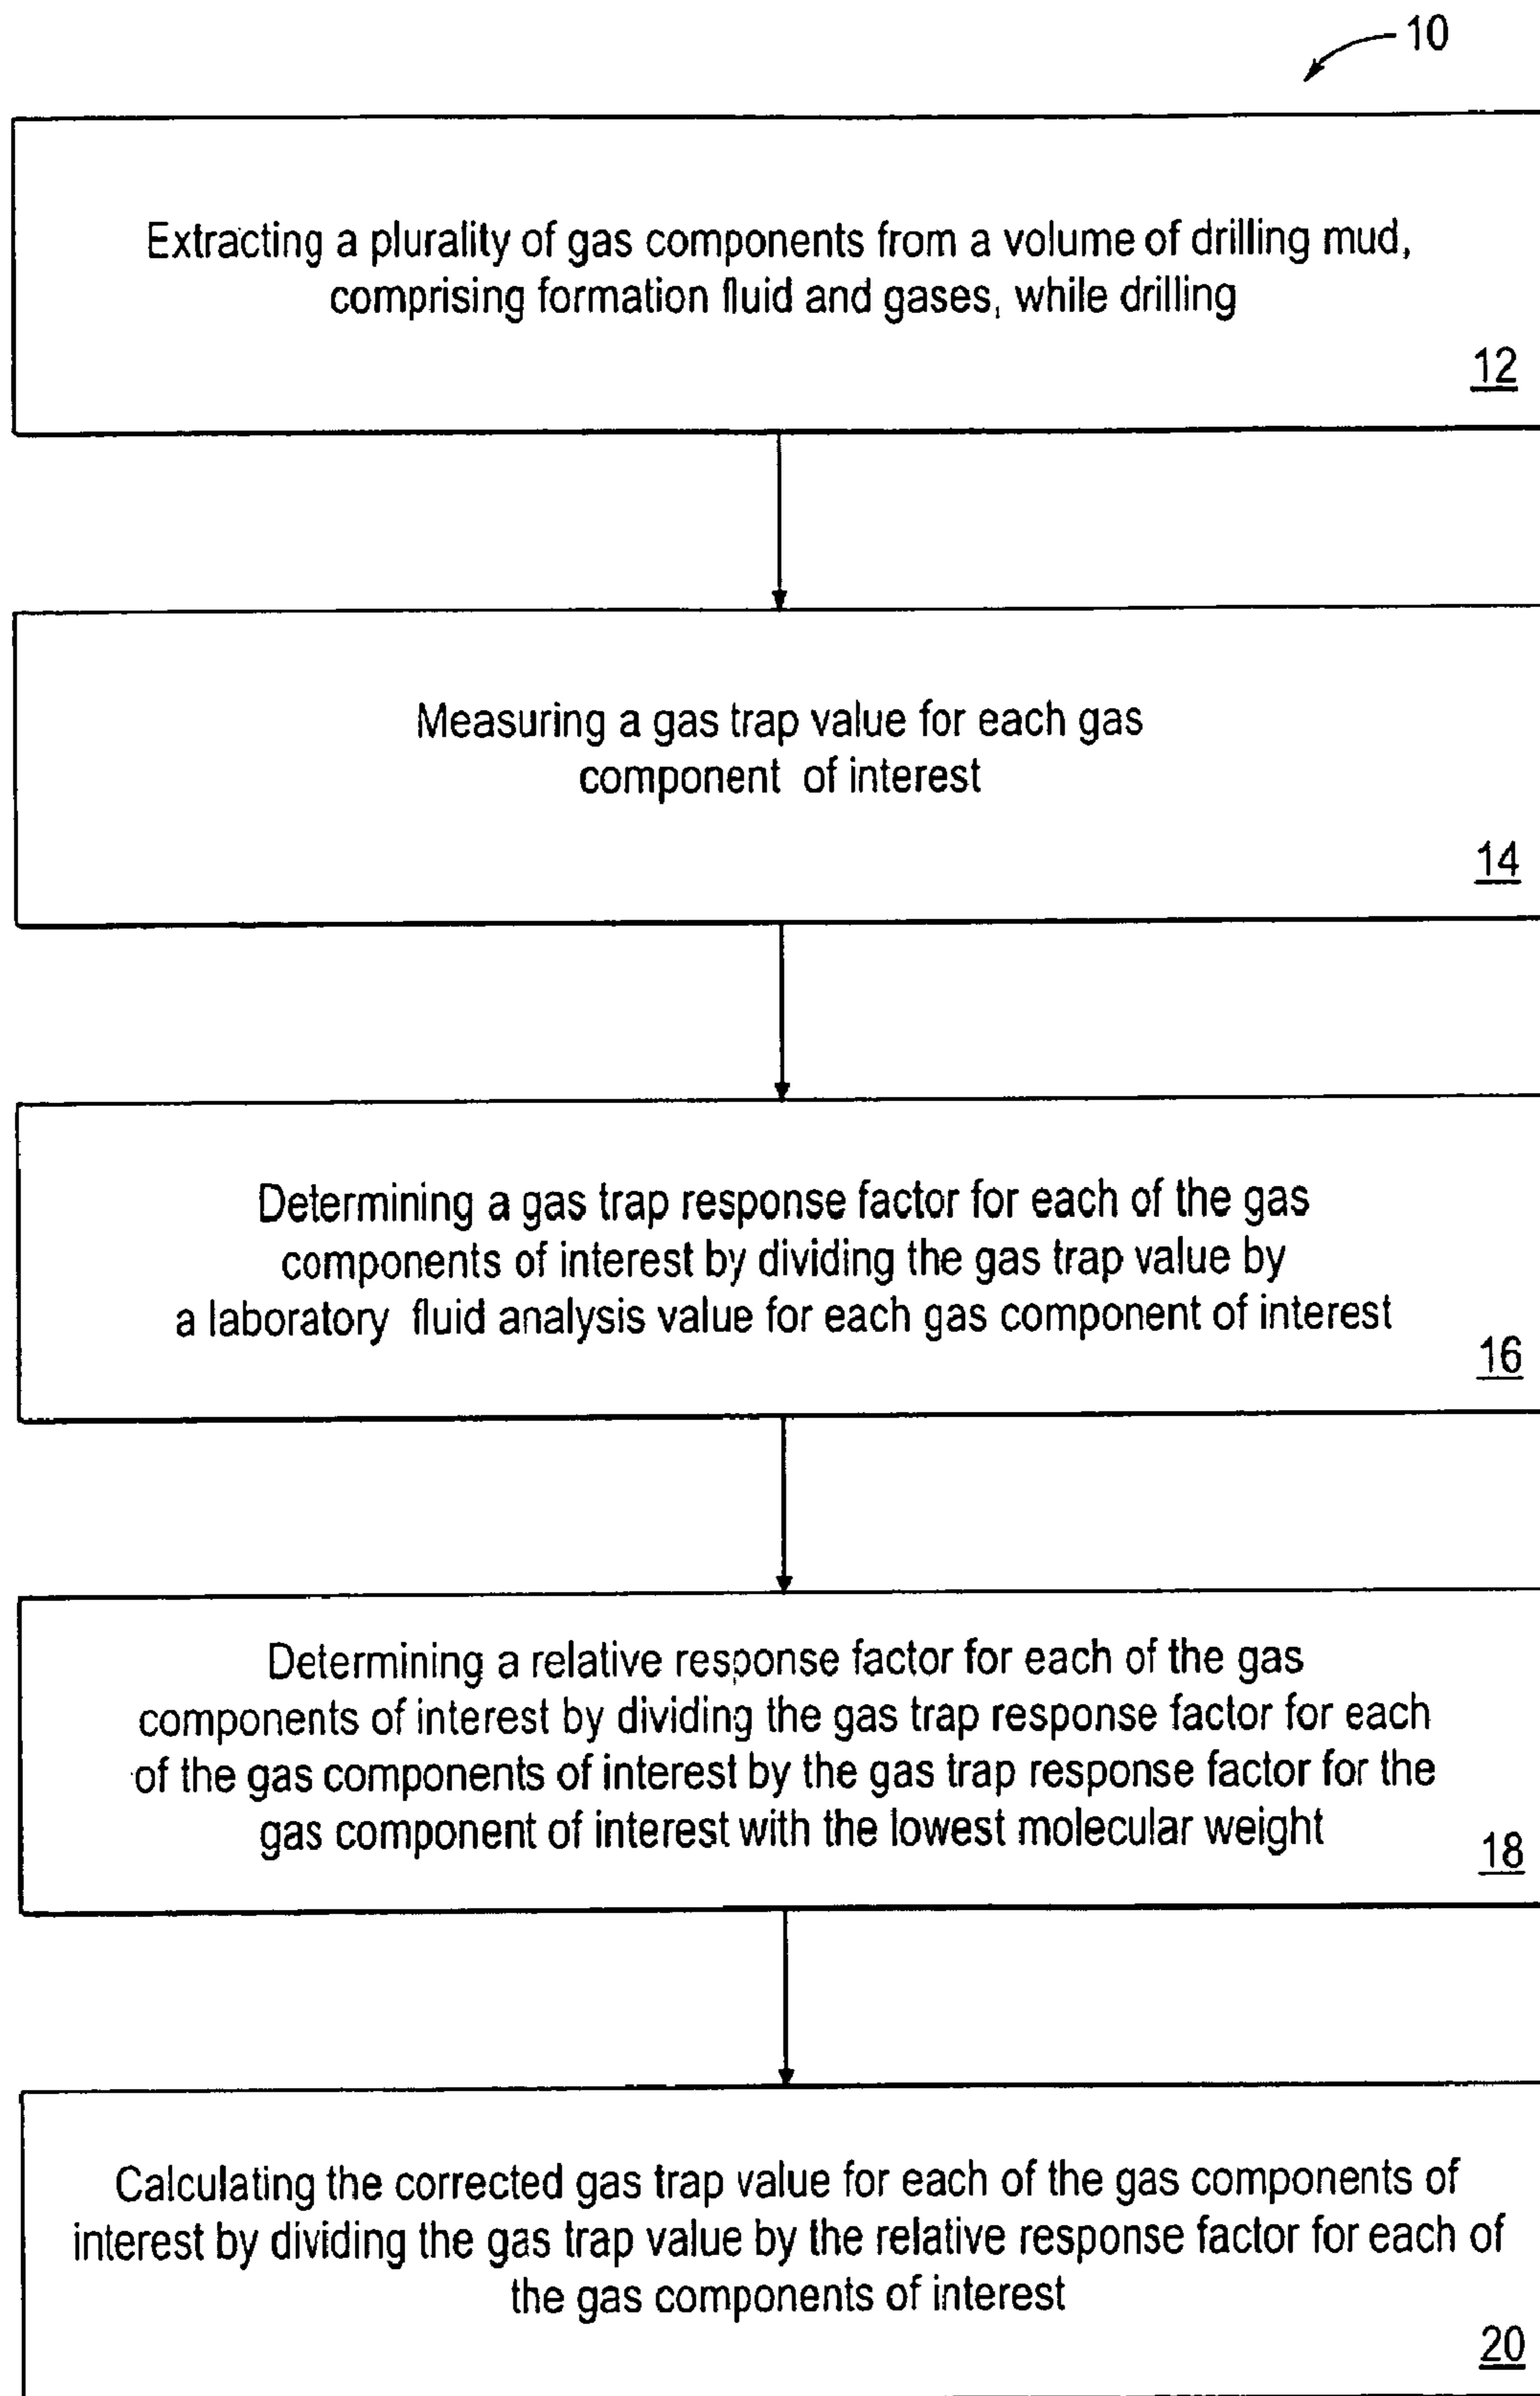 10
Extracting a plurality of gas components from a volume of drilling mud,
comprising formation fluid and gases, while drilling
12
Measuring a gas trap value for each gas
component of interest
14
Determining a gas trap response factor for each of the gas
components of interest by dividing the gas trap value by
a laboratory fluid analysis value for each gas component of interest
16
Determining a relative response factor for each of the gas
components of interest by dividing the gas trap response factor for each
of the gas components of interest by the gas trap response factor for the
gas component of interest with the lowest molecular weight
18
Calculating the corrected gas trap value for each of the gas components of
interest by dividing the gas trap value by the relative response factor for each of
the gas components of interest
20